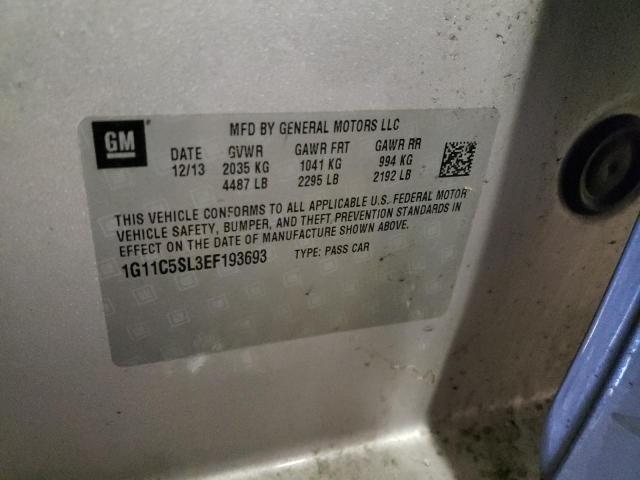 GM
MFD BY GENERAL MOTORS LLC
DATE GVWR GAWR FRT GAWR RR
12/13 2035 KG 1041 KG 994 KG
4487 LB 2295 LB 2192 LB
THIS VEHICLE CONFORMS TO ALL APPLICABLE U.S. FEDERAL MOTOR
VEHICLE SAFETY, BUMPER, AND THEFT PREVENTION STANDARDS IN
EFFECT ON THE DATE OF MANUFACTURE SHOWN ABOVE.
1G11C5SL3EF193693 TYPE: PASS CAR